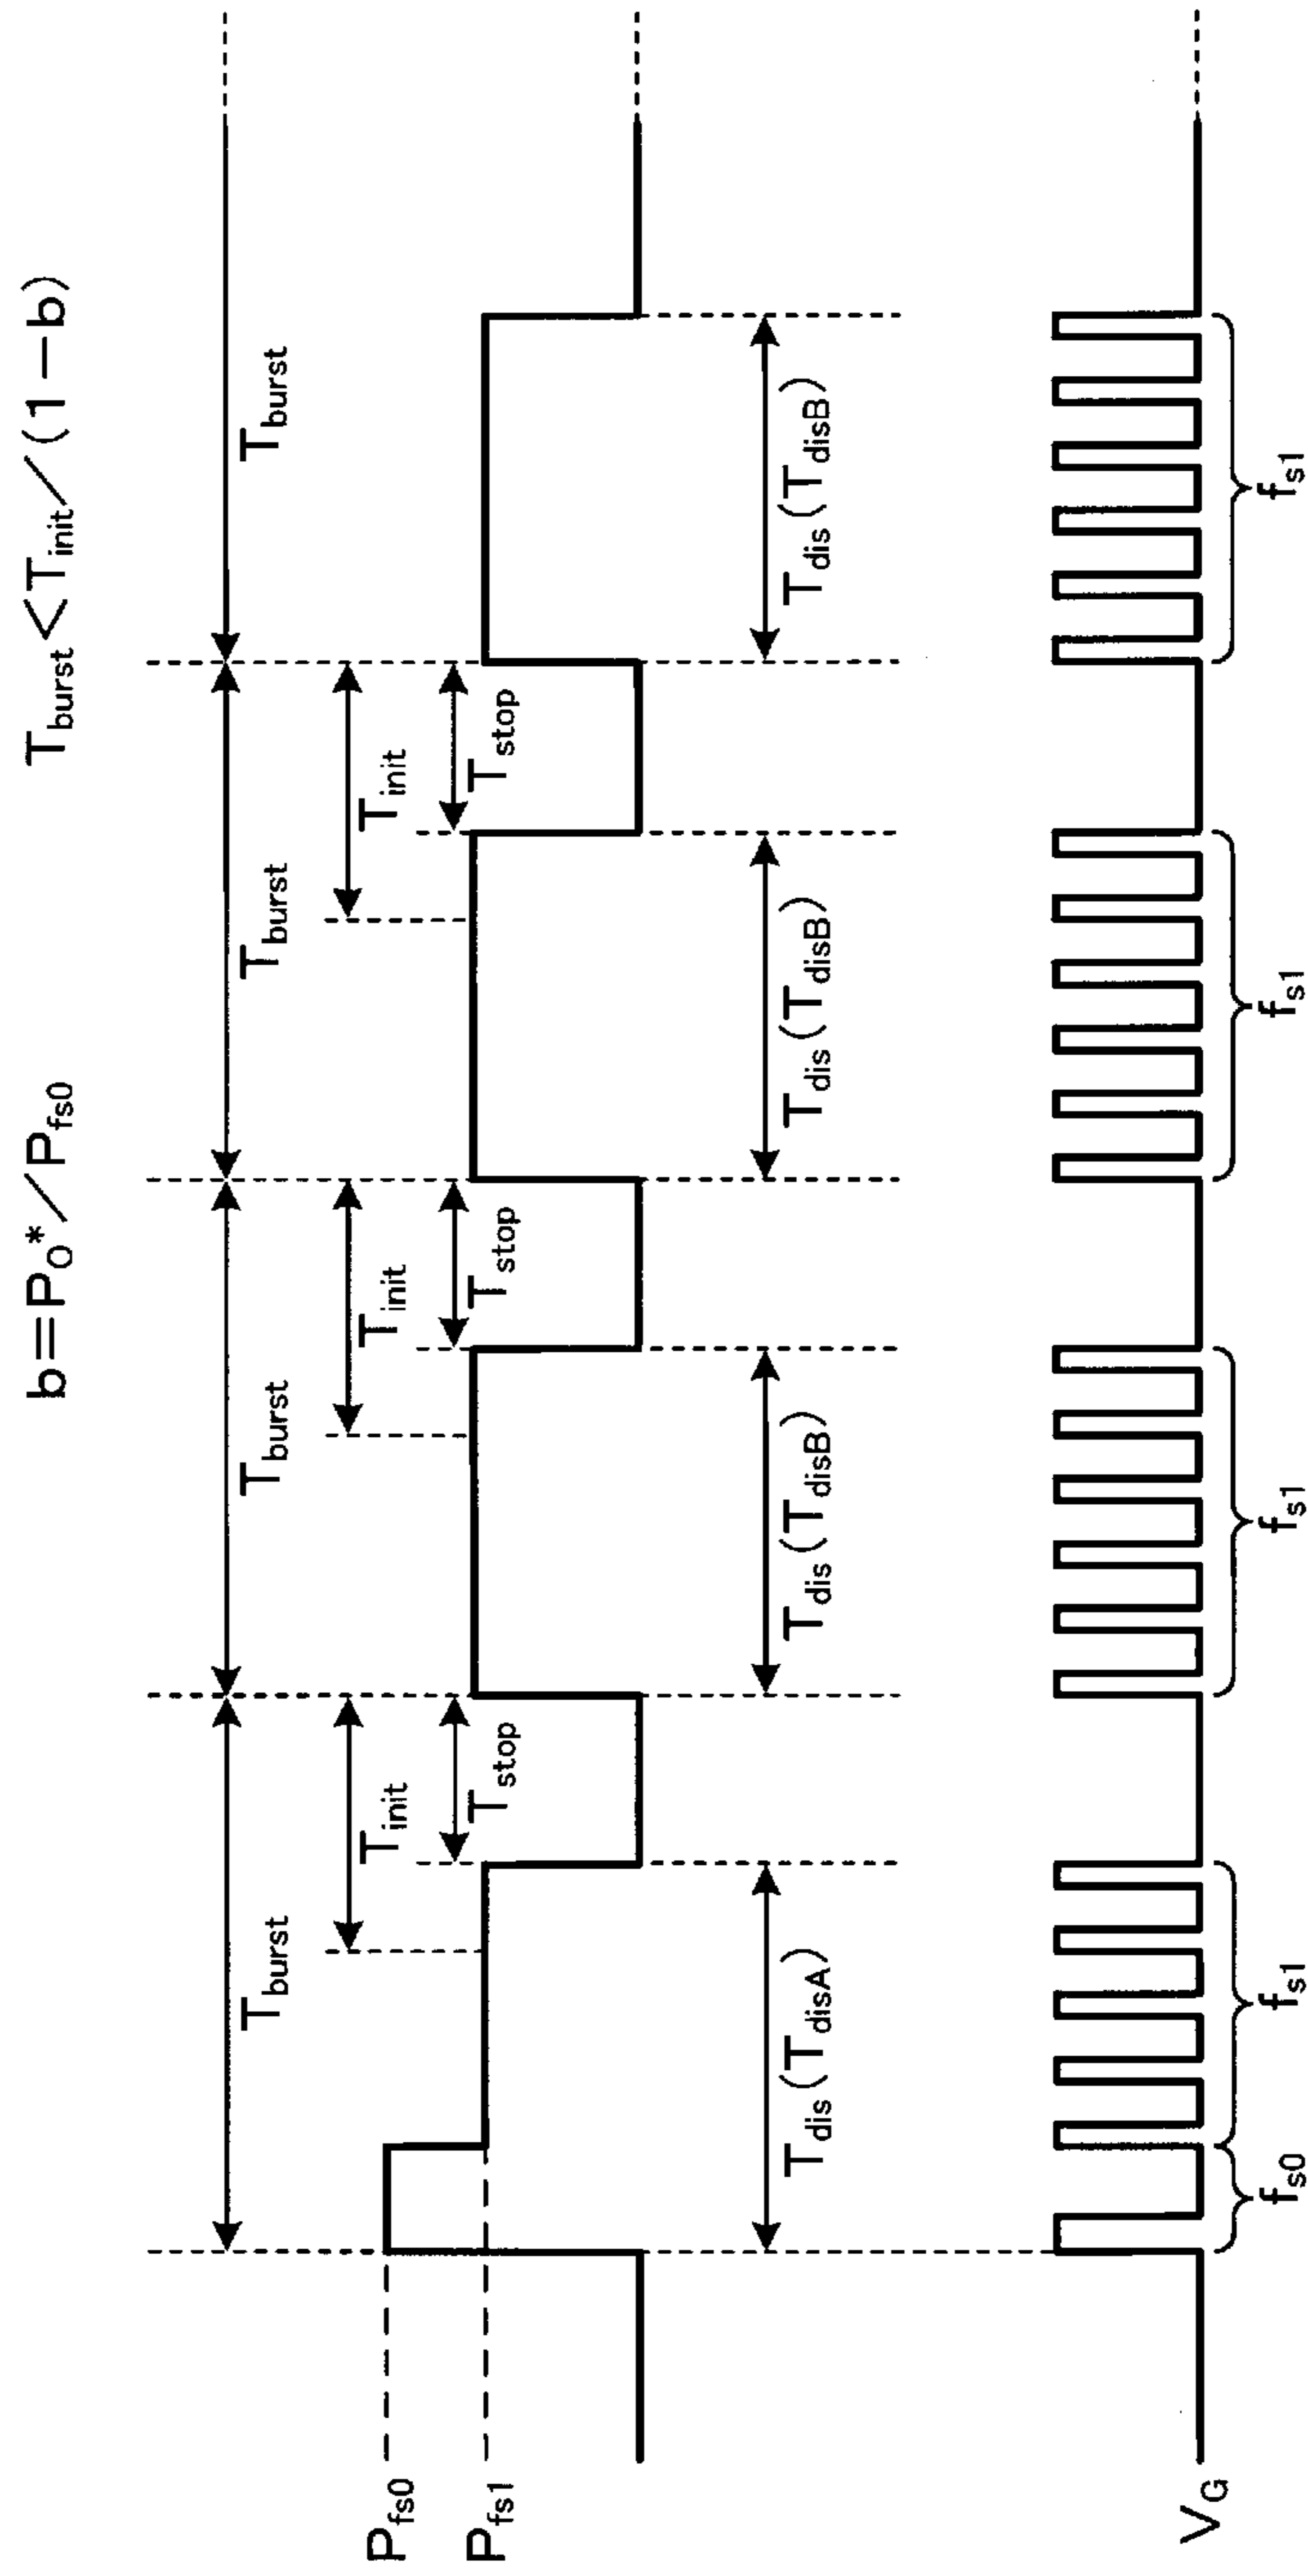 b=P₀*/P_fs0
T_burst<T_init/(1-b)
T_burst
T_burst
T_burst
T_burst
T_init
T_init
T_init
P_fs0
P_fs1
T_stop
T_stop
T_stop
T_dis(T_disA)
T_dis(T_disB)
T_dis(T_disB)
T_dis(T_disB)
V_G
f_s0
f_s1
f_s1
f_s1
f_s1